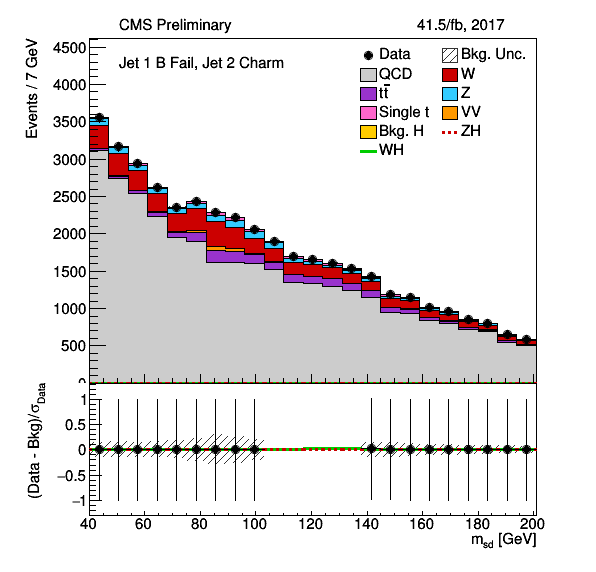 CMS Preliminary 41.5/fb, 2017
Jet 1 B Fail, Jet 2 Charm
Data Bkg. Unc.
QCD W
tt̄ Z
Single t VV
Bkg. H ZH
WH
Events / 7 GeV
4500
4000
3500
3000
2500
2000
1500
1000
500
0
(Data - Bkg)/σData
1
0.5
0
−0.5
−1
40 60 80 100 120 140 160 180 200
msd [GeV]